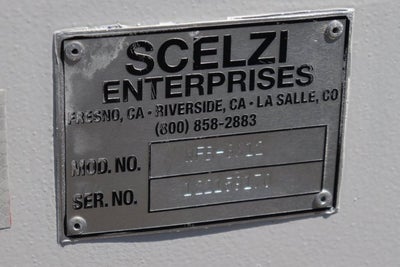 SCELZI
ENTERPRISES
FRESNO, CA • RIVERSIDE, CA • LA SALLE, CO
(800) 858-2883
MOD. NO.
SER. NO.